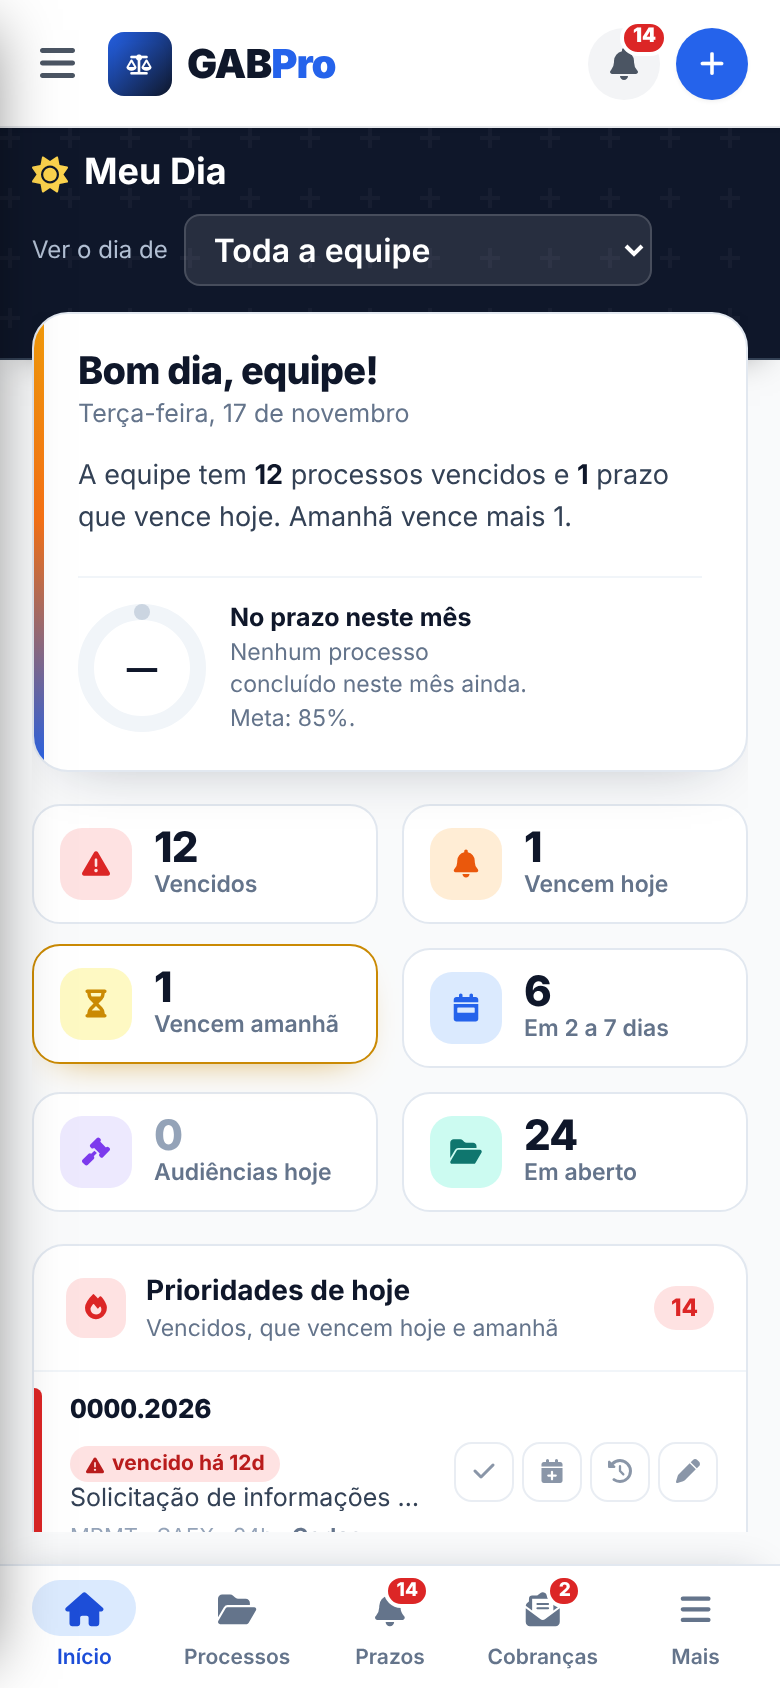 GABPro
14
Meu Dia
Ver o dia de
Toda a equipe
Bom dia, equipe!
Terça-feira, 17 de novembro
A equipe tem 12 processos vencidos e 1 prazo
que vence hoje. Amanhã vence mais 1.
—
No prazo neste mês
Nenhum processo
concluído neste mês ainda.
Meta: 85%.
12
Vencidos
1
Vencem hoje
1
Vencem amanhã
6
Em 2 a 7 dias
0
Audiências hoje
24
Em aberto
Prioridades de hoje
Vencidos, que vencem hoje e amanhã
14
0000.2026
vencido há 12d
Solicitação de informações ...
Início
Processos
14
Prazos
2
Cobranças
Mais